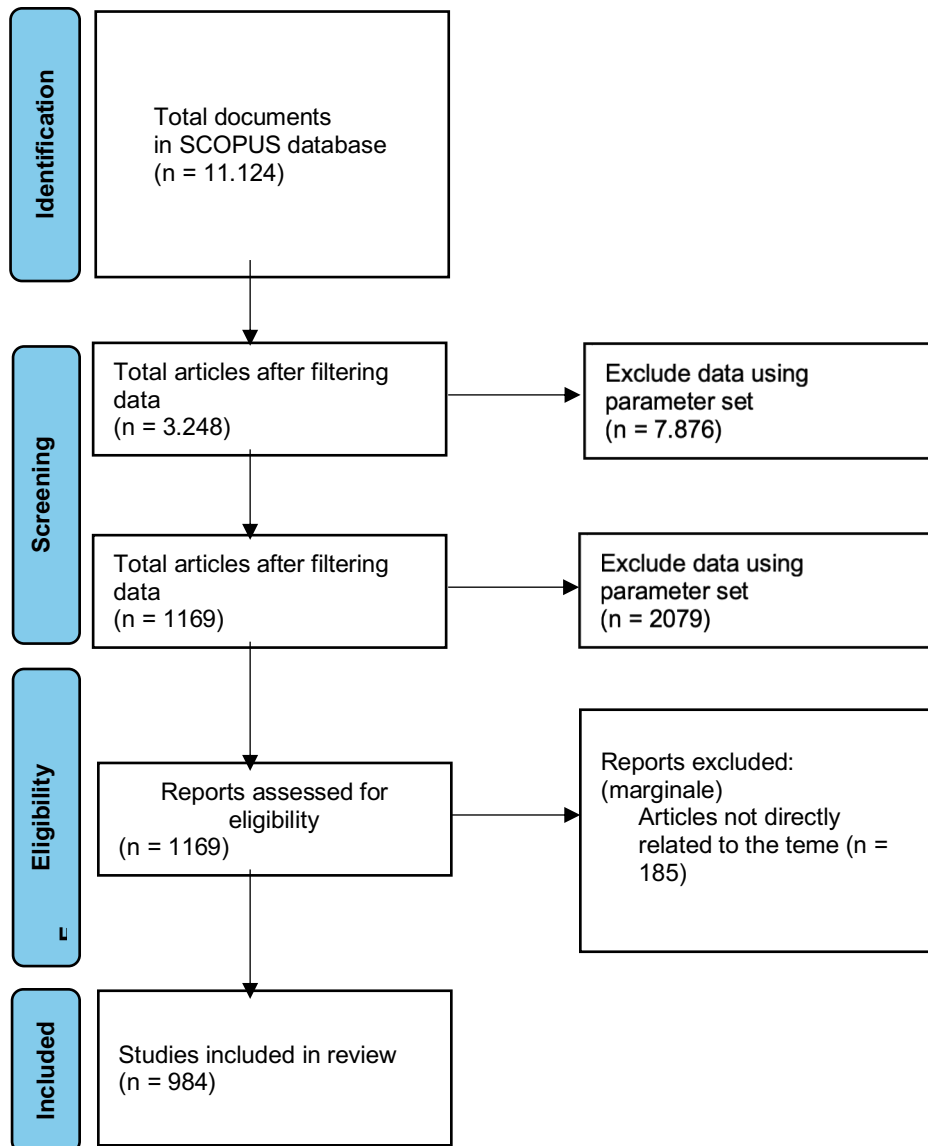 Identification
Total documents
in SCOPUS database
(n = 11.124)
Screening
Total articles after filtering
data
(n = 3.248)
Exclude data using
parameter set
(n = 7.876)
Total articles after filtering
data
(n = 1169)
Exclude data using
parameter set
(n = 2079)
Eligibility
Reports assessed for
eligibility
(n = 1169)
Reports excluded:
(marginale)
Articles not directly
related to the teme (n =
185)
Included
Studies included in review
(n = 984)